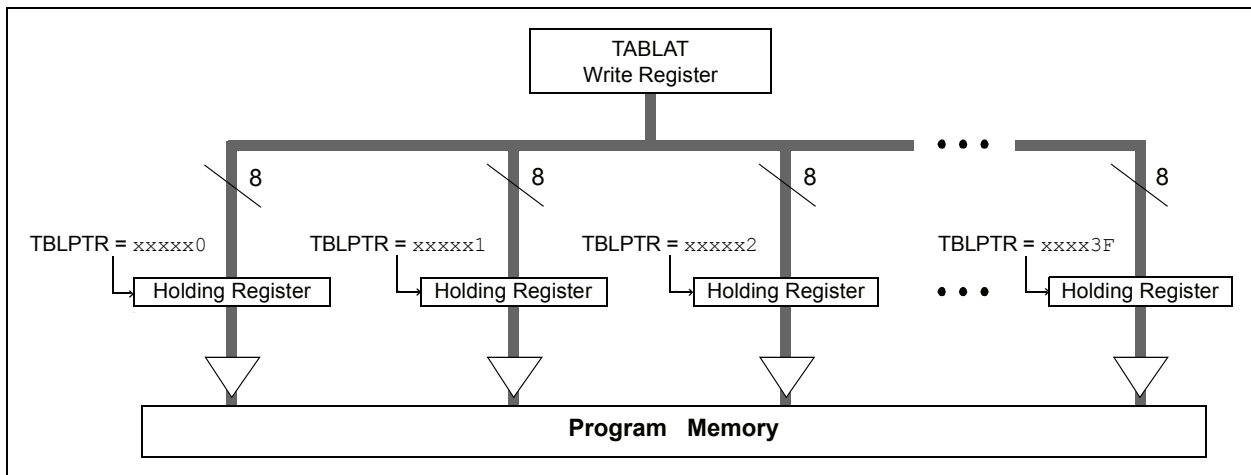 TABLAT
Write Register
• • •
8
8
8
8
TBLPTR = xxxxx0
TBLPTR = xxxxx1
TBLPTR = xxxxx2
TBLPTR = xxxx3F
Holding Register
Holding Register
Holding Register
• • •
Holding Register
Program Memory